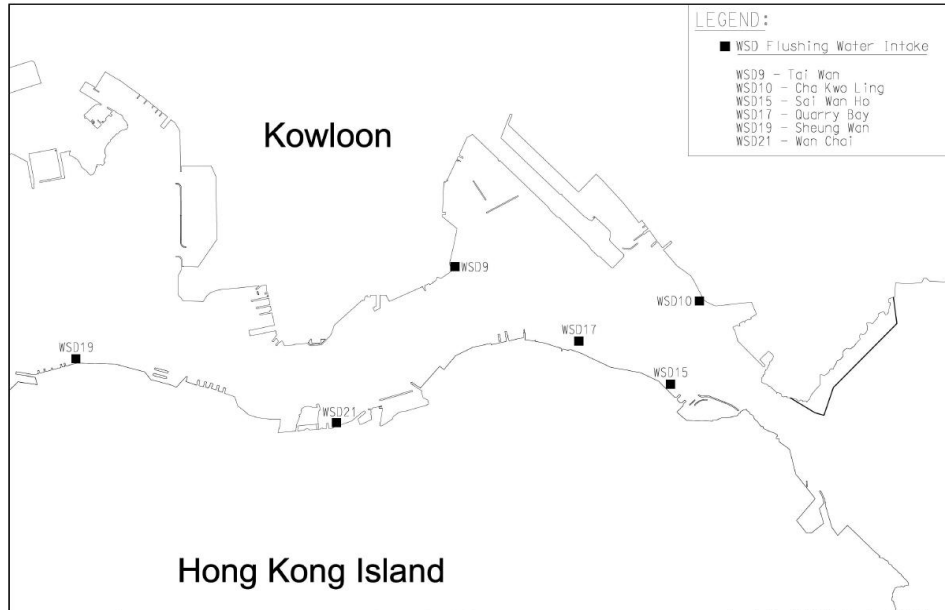 LEGEND:
WSD Flushing Water Intake
WSD9 – Tai Wan
WSD10 – Cha Kwo Ling
WSD15 – Sai Wan Ho
WSD17 – Quarry Bay
WSD19 – Sheung Wan
WSD21 – Wan Chai
Kowloon
WSD9
WSD10
WSD17
WSD19
WSD15
WSD21
Hong Kong Island